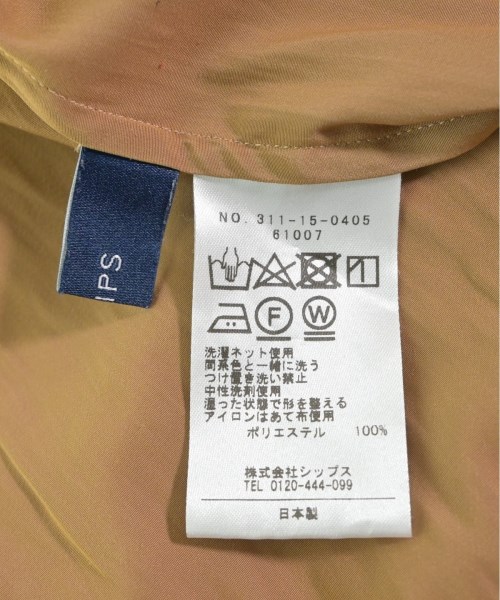 NO. 311-15-0405
61007
F W
洗濯ネット使用
同系色と一緒に洗う
つけ置き洗い禁止
中性洗剤使用
湿った状態で形を整える
アイロンはあて布使用
ポリエステル 100%
株式会社シップス
TEL 0120-444-099
日本製
IPS